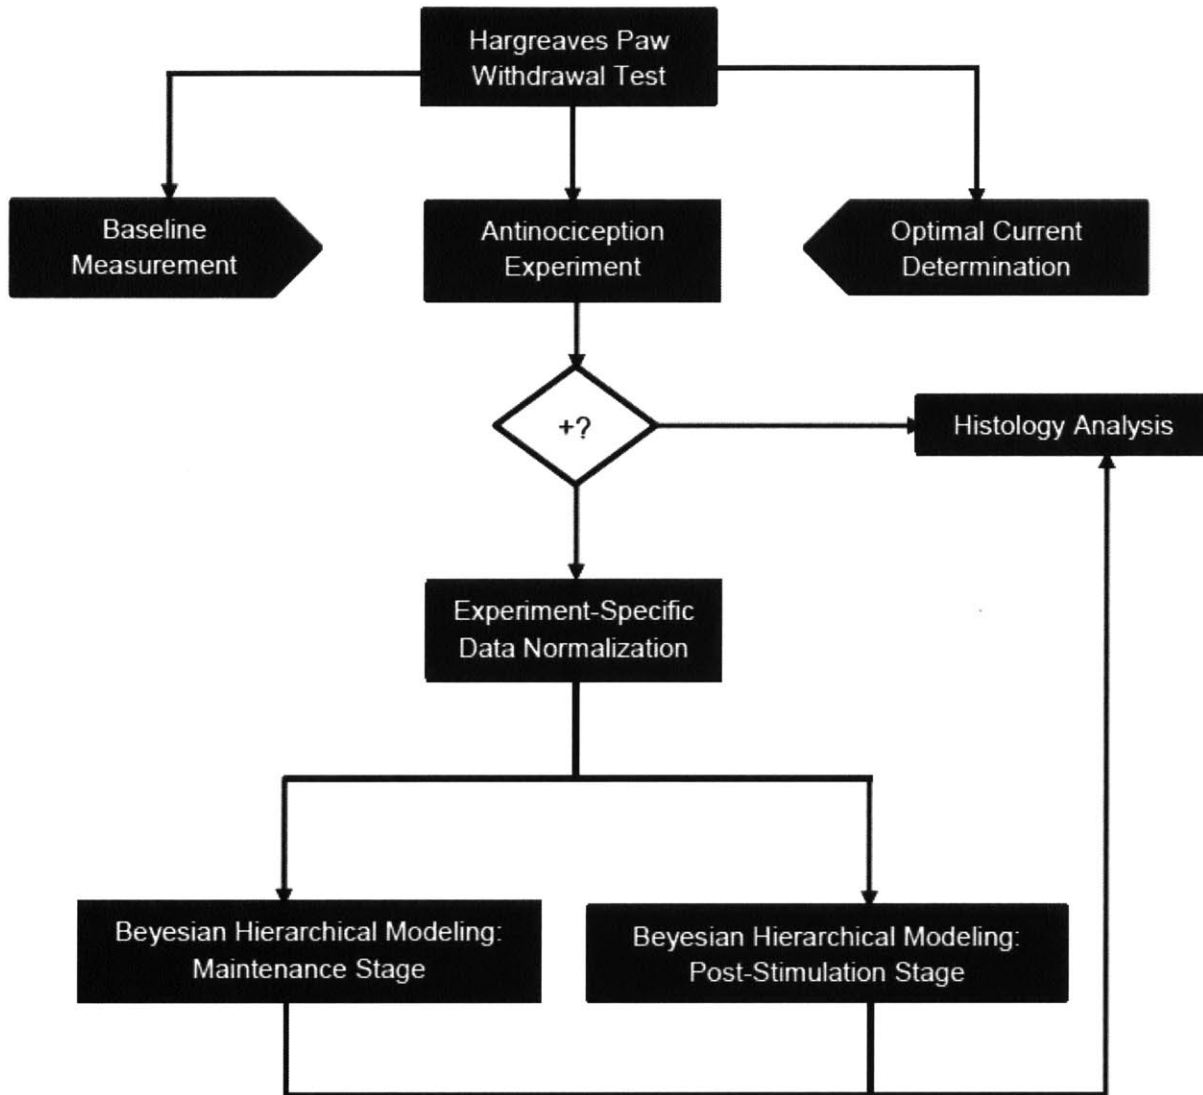 Hargreaves Paw
Withdrawal Test
Baseline
Measurement
Antinociception
Experiment
Optimal Current
Determination
+?
Histology Analysis
Experiment-Specific
Data Normalization
Beyesian Hierarchical Modeling:
Maintenance Stage
Beyesian Hierarchical Modeling:
Post-Stimulation Stage